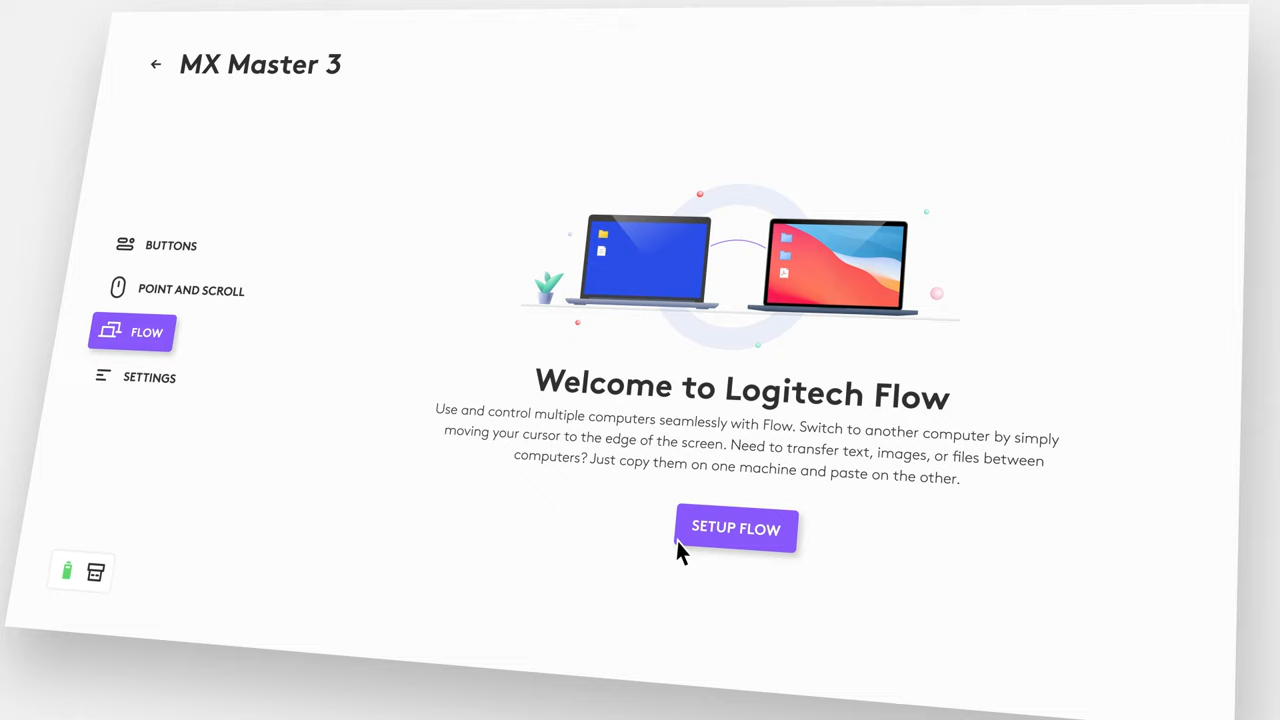 MX Master 3
BUTTONS
POINT AND SCROLL
FLOW
SETTINGS
Welcome to Logitech Flow
Use and control multiple computers seamlessly with Flow. Switch to another computer by simply
moving your cursor to the edge of the screen. Need to transfer text, images, or files between
computers? Just copy them on one machine and paste on the other.
SETUP FLOW